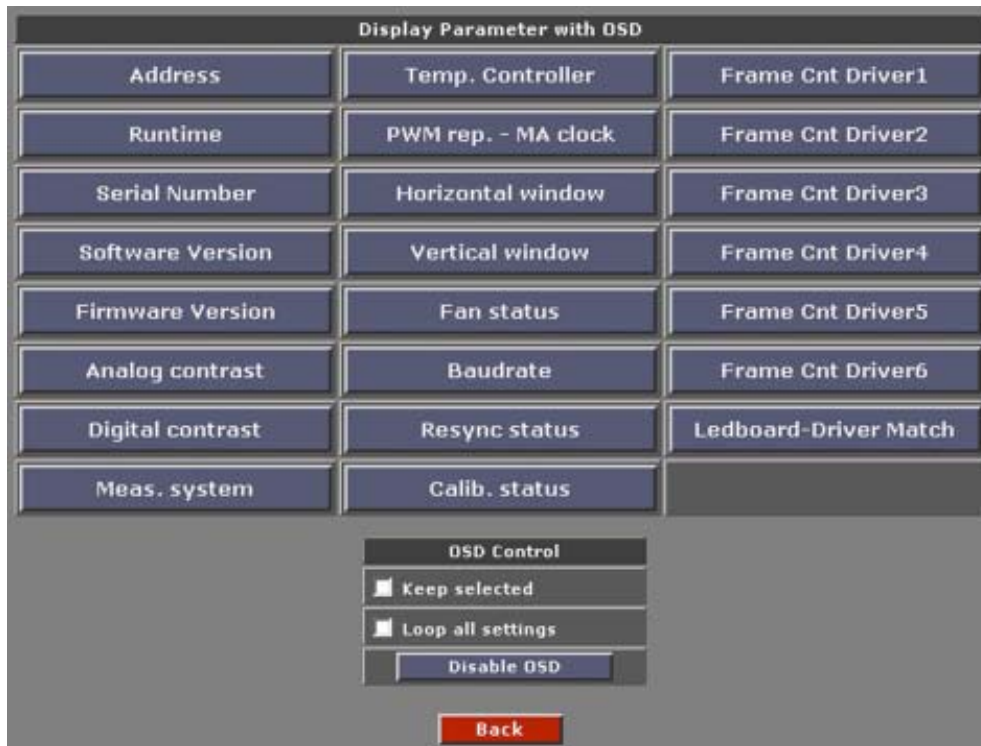 Display Parameter with OSD
Address
Temp. Controller
Frame Cnt Driver1
Runtime
PWM rep. - MA clock
Frame Cnt Driver2
Serial Number
Horizontal window
Frame Cnt Driver3
Software Version
Vertical window
Frame Cnt Driver4
Firmware Version
Fan status
Frame Cnt Driver5
Analog contrast
Baudrate
Frame Cnt Driver6
Digital contrast
Resync status
Ledboard-Driver Match
Meas. system
Calib. status
OSD Control
Keep selected
Loop all settings
Disable OSD
Back